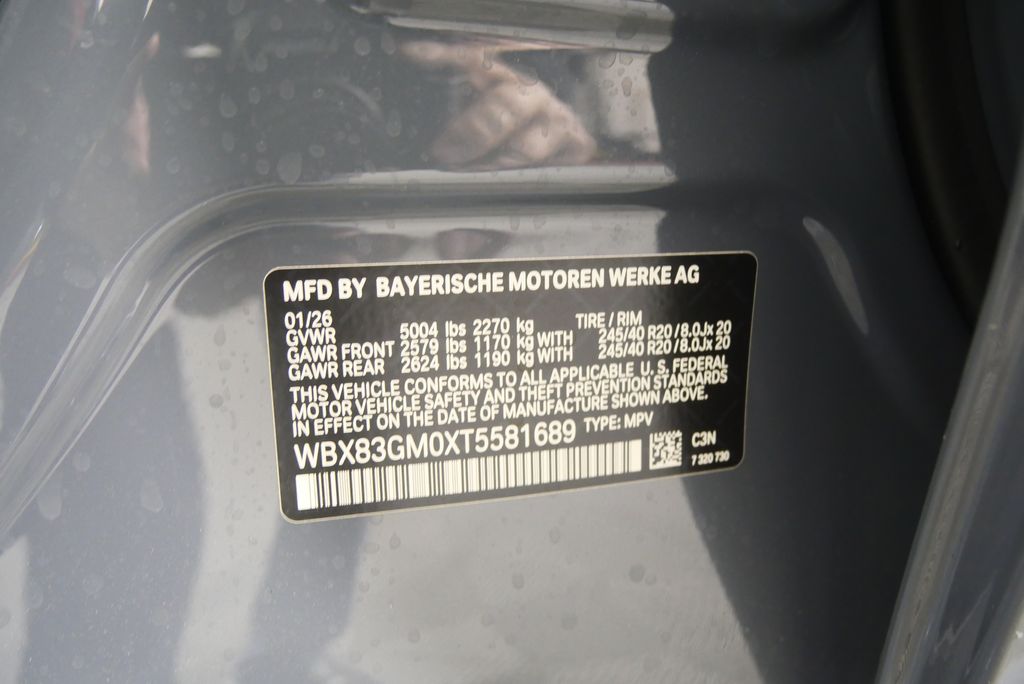 MFD BY BAYERISCHE MOTOREN WERKE AG
01/26
GVWR 5004 lbs 2270 kg TIRE / RIM
GAWR FRONT 2579 lbs 1170 kg WITH 245/40 R20 / 8.0Jx 20
GAWR REAR 2624 lbs 1190 kg WITH 245/40 R20 / 8.0Jx 20
THIS VEHICLE CONFORMS TO ALL APPLICABLE U. S. FEDERAL
MOTOR VEHICLE SAFETY AND THEFT PREVENTION STANDARDS
IN EFFECT ON THE DATE OF MANUFACTURE SHOWN ABOVE.
WBX83GM0XT5581689 TYPE: MPV
C3N
7 320 730